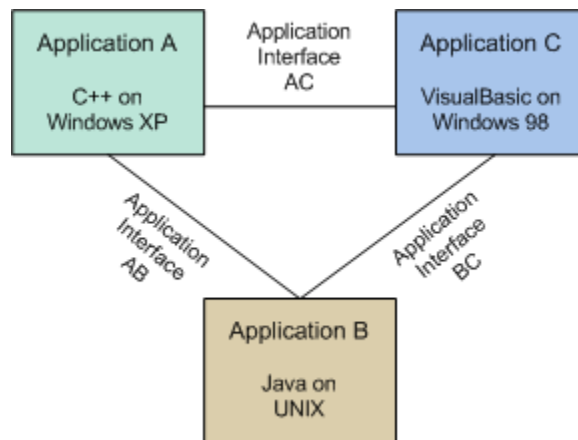 Application A
C++ on
Windows XP
Application
Interface
AC
Application C
VisualBasic on
Windows 98
Application
Interface
AB
Application
Interface
BC
Application B
Java on
UNIX